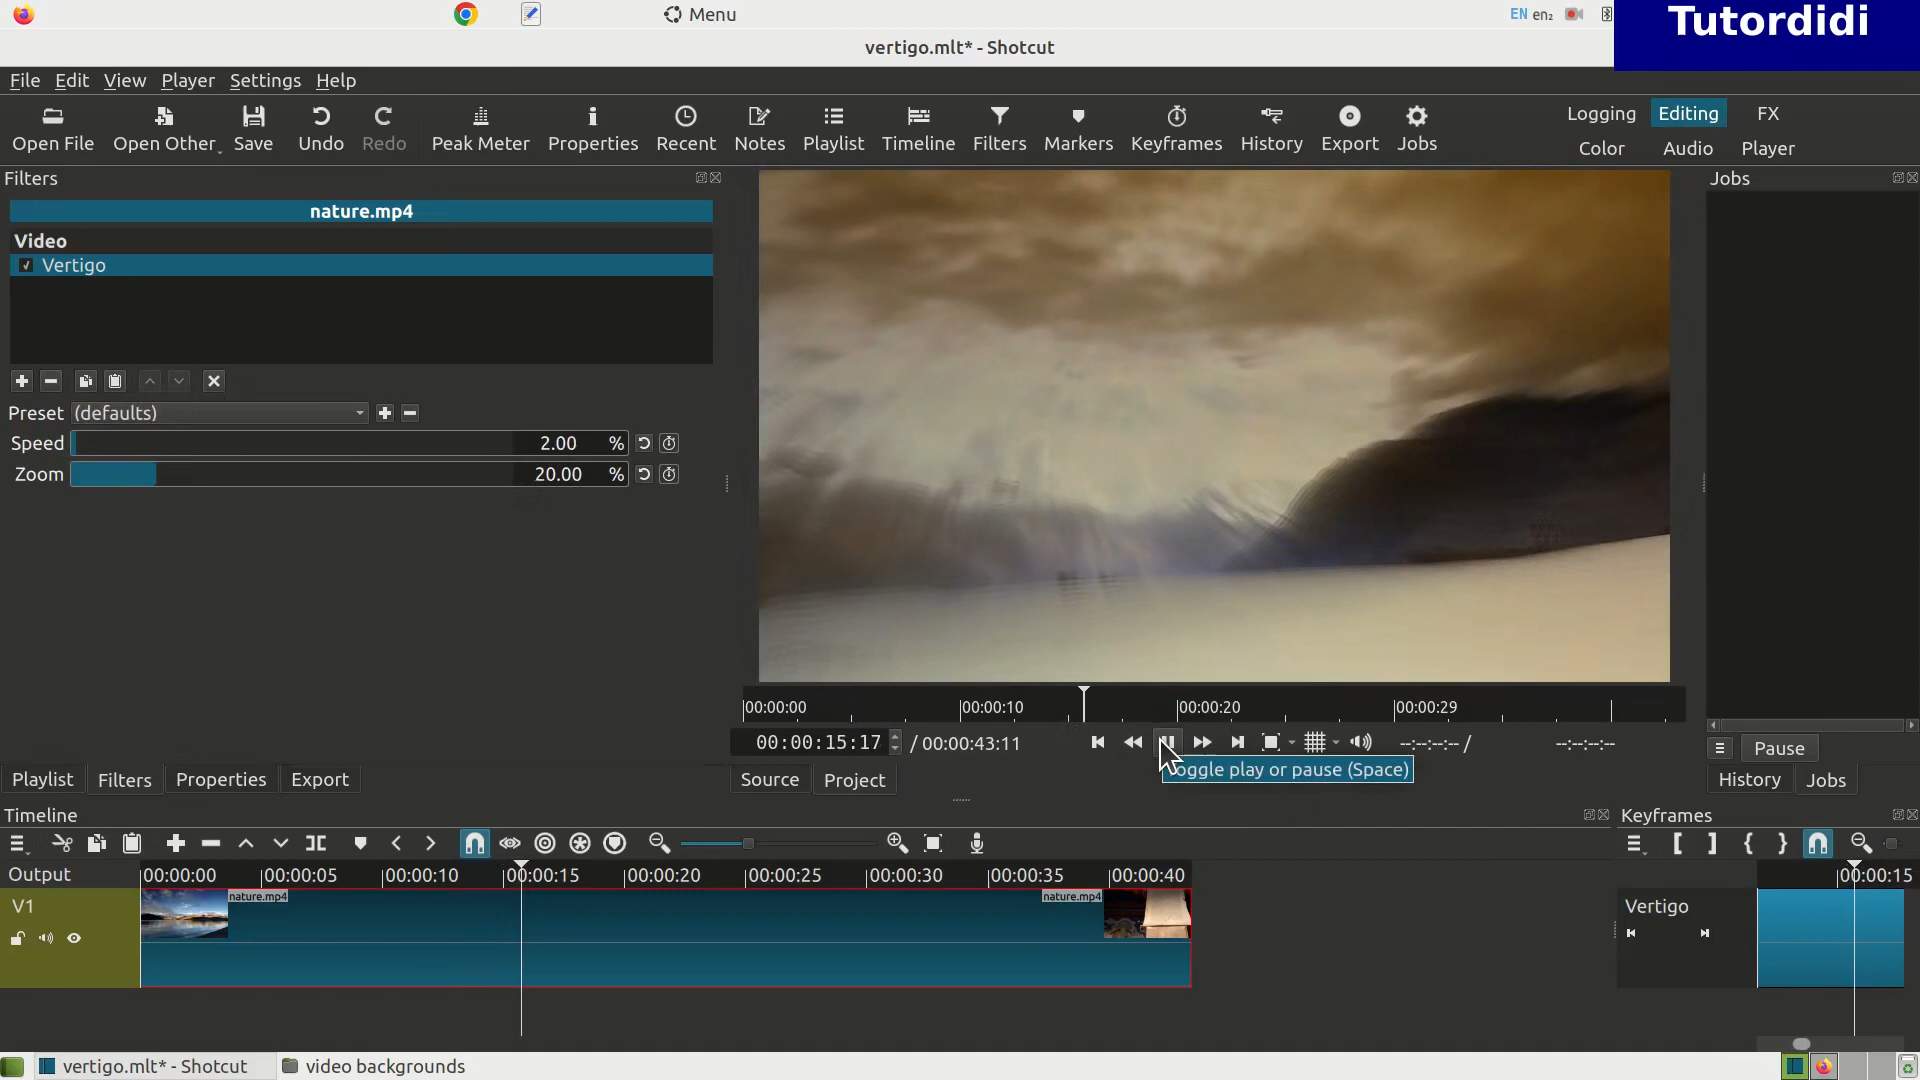 Menu
EN en₂
Tutordidi
vertigo.mlt* - Shotcut
File Edit View Player Settings Help
Open File Open Other Save Undo Redo Peak Meter Properties Recent Notes Playlist Timeline Filters Markers Keyframes History Export Jobs
Logging Editing FX
Color Audio Player
Filters
Jobs
nature.mp4
Video
Vertigo
Preset (defaults)
Speed 2.00 %
Zoom 20.00 %
00:00:00 00:00:10 00:00:20 00:00:29
00:00:15:17 / 00:00:43:11 --:--:--:-- / --:--:--:--
oggle play or pause (Space)
Pause
Playlist Filters Properties Export
Source Project
History Jobs
Timeline
Keyframes
Output 00:00:00 00:00:05 00:00:10 00:00:15 00:00:20 00:00:25 00:00:30 00:00:35 00:00:40
00:00:15
V1 nature.mp4 nature.mp4
Vertigo
vertigo.mlt* - Shotcut video backgrounds